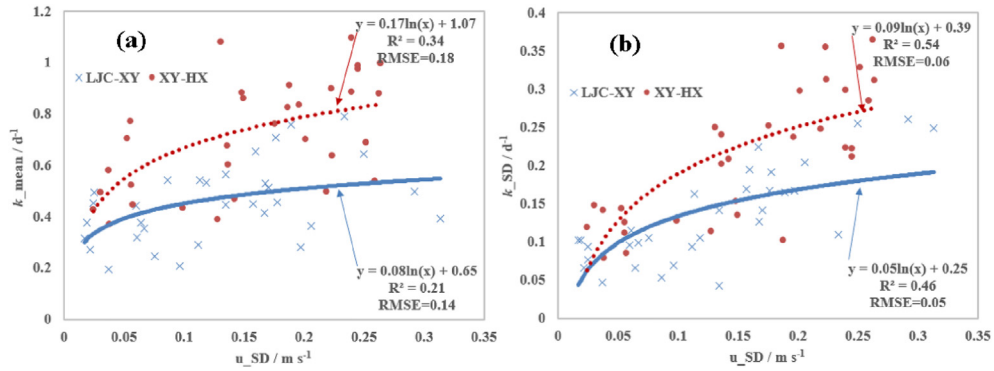 (a)
y = 0.17ln(x) + 1.07
R² = 0.34
RMSE=0.18
LJC-XY
XY-HX
y = 0.08ln(x) + 0.65
R² = 0.21
RMSE=0.14
k_mean / d⁻¹
1.2
1
0.8
0.6
0.4
0.2
0
0
0.05
0.1
0.15
0.2
0.25
0.3
0.35
u_SD / m s⁻¹
(b)
y = 0.09ln(x) + 0.39
R² = 0.54
RMSE=0.06
LJC-XY
XY-HX
y = 0.05ln(x) + 0.25
R² = 0.46
RMSE=0.05
k_SD / d⁻¹
0.4
0.35
0.3
0.25
0.2
0.15
0.1
0.05
0
0
0.05
0.1
0.15
0.2
0.25
0.3
0.35
u_SD / m s⁻¹